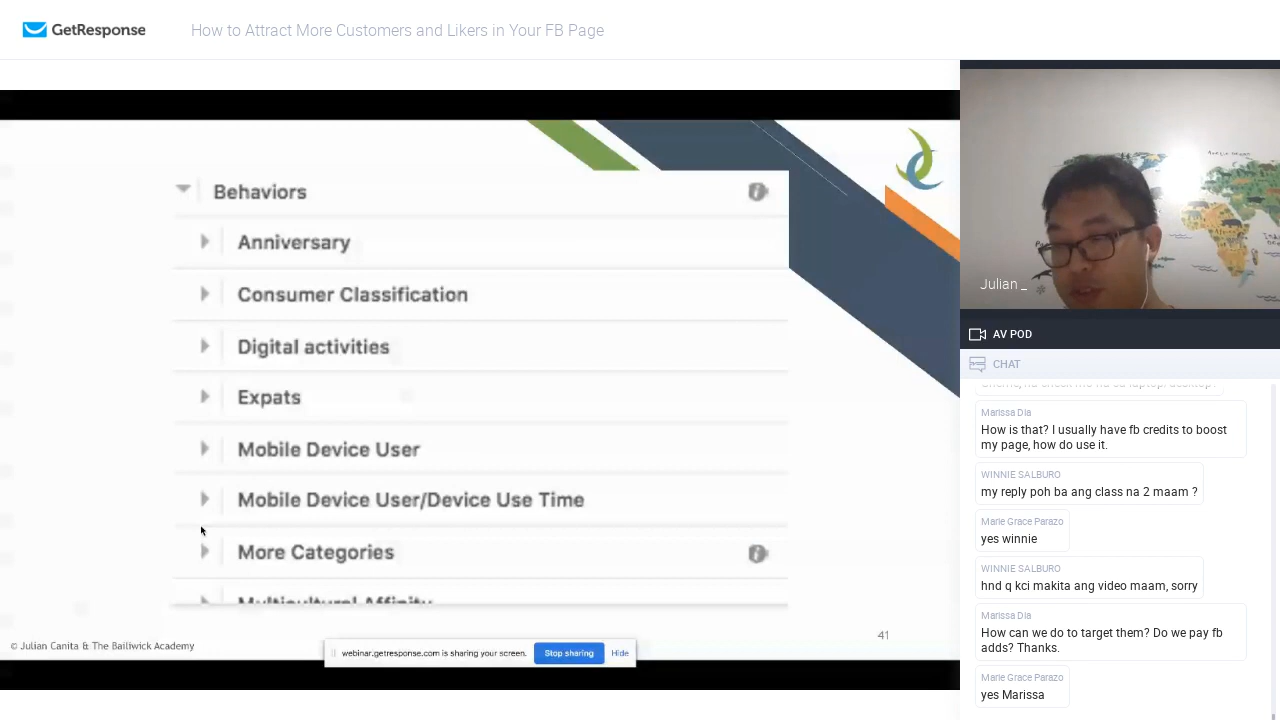 GetResponse
How to Attract More Customers and Likers in Your FB Page
Behaviors
Anniversary
Consumer Classification
Digital activities
Expats
Mobile Device User
Mobile Device User/Device Use Time
More Categories
Multicultural Affinity
41
© Julian Canita & The Bailiwick Academy
webinar.getresponse.com is sharing your screen.
Stop sharing
Hide
Julian _
AV POD
CHAT
Marissa Dia
How is that? I usually have fb credits to boost
my page, how do use it.
WINNIE SALBURO
my reply poh ba ang class na 2 maam ?
Marie Grace Parazo
yes winnie
WINNIE SALBURO
hnd q kci makita ang video maam, sorry
Marissa Dia
How can we do to target them? Do we pay fb
adds? Thanks.
Marie Grace Parazo
yes Marissa